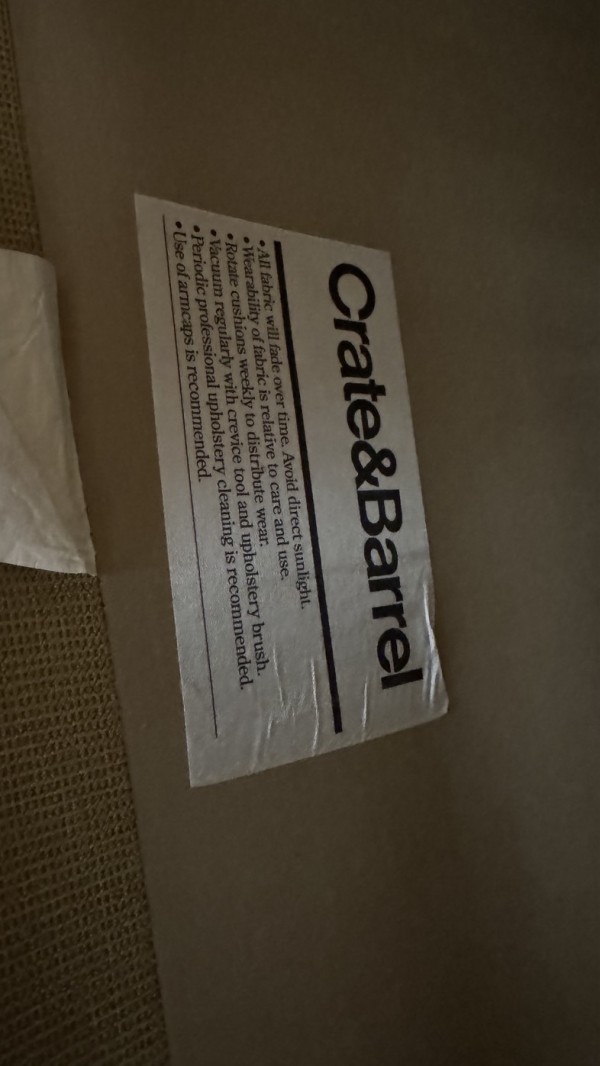 Crate&Barrel
•All fabric will fade over time. Avoid direct sunlight.
•Wearability of fabric is relative to care and use.
•Rotate cushions weekly to distribute wear.
•Vacuum regularly with crevice tool and upholstery brush.
•Periodic professional upholstery cleaning is recommended.
•Use of armcaps is recommended.